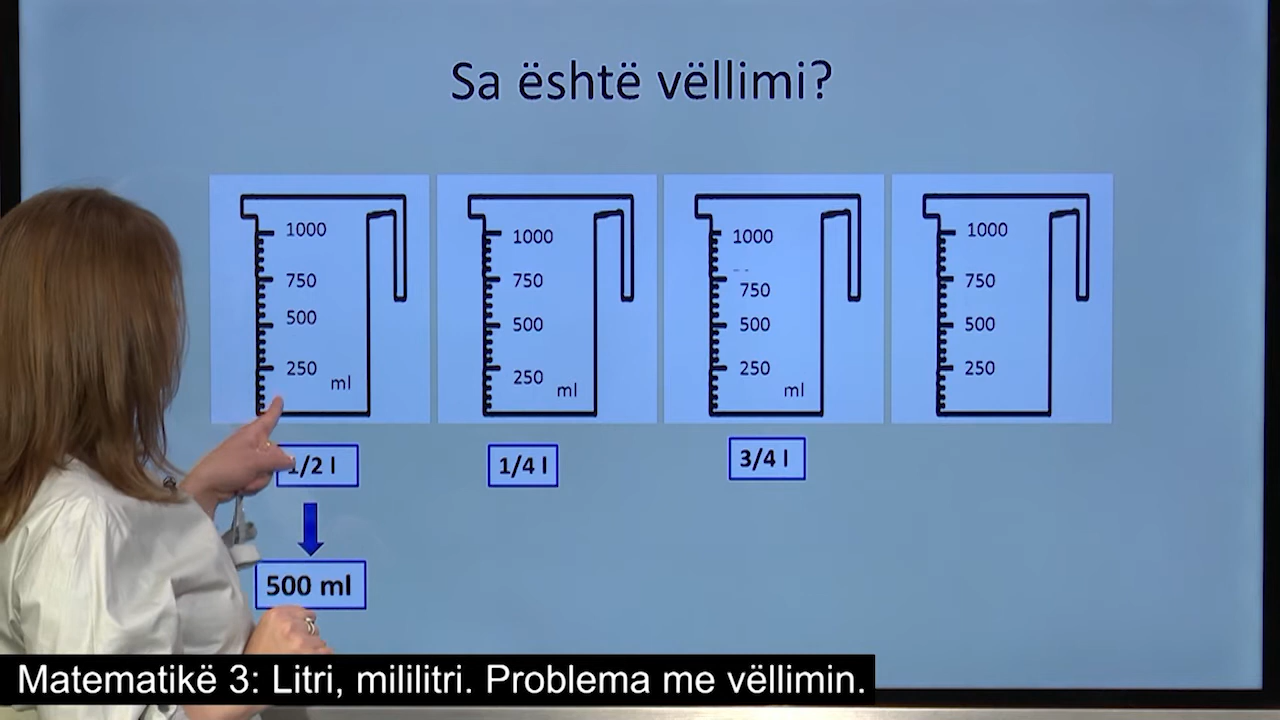 Sa është vëllimi?
1000
750
500
250
ml
1000
750
500
250
ml
1000
750
500
250
ml
1000
750
500
250
1/2 l
1/4 l
3/4 l
500 ml
Matematikë 3: Litri, mililitri. Problema me vëllimin.